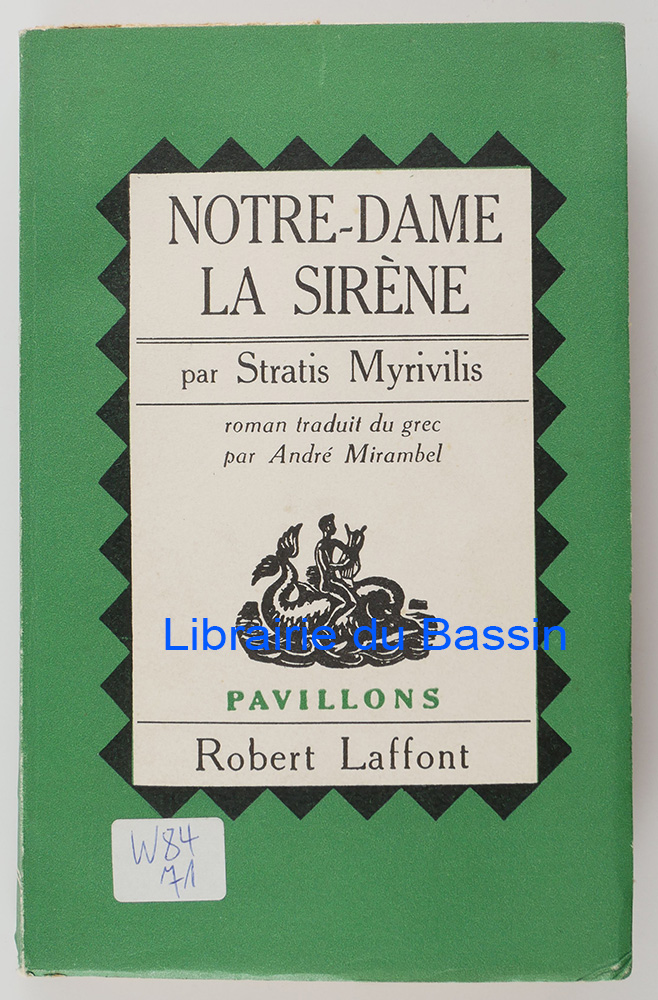 NOTRE-DAME
LA SIRÈNE
par Stratis Myrivilis
roman traduit du grec
par André Mirambel
Librairie du Bassin
PAVILLONS
Robert Laffont
W84
71